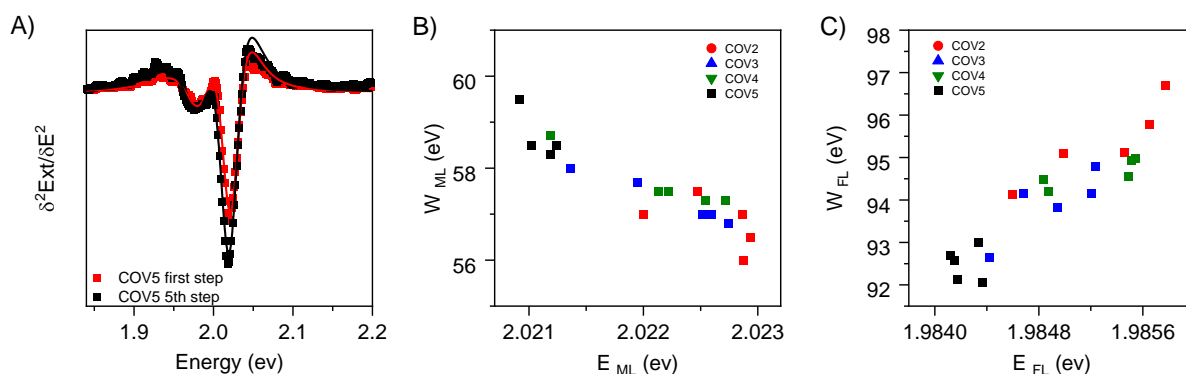 A)
δ²Ext/δE²
COV5 first step
COV5 5th step
1.9
2.0
2.1
2.2
Energy (ev)
B)
W ML (eV)
60
58
56
COV2
COV3
COV4
COV5
2.021
2.022
2.023
E ML (ev)
C)
W FL (eV)
98
97
96
95
94
93
92
COV2
COV3
COV4
COV5
1.9840
1.9848
1.9856
E FL (ev)